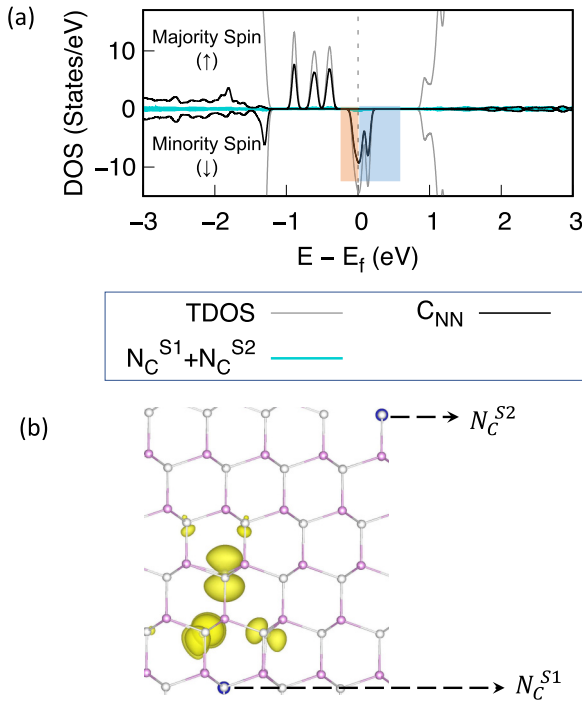 (a)
Majority Spin
(↑)
Minority Spin
(↓)
DOS (States/eV)
10
0
−10
−3 −2 −1 0 1 2 3
E − E_f (eV)
TDOS
C_NN
N_C^S1+N_C^S2
(b)
N_C^S2
N_C^S1